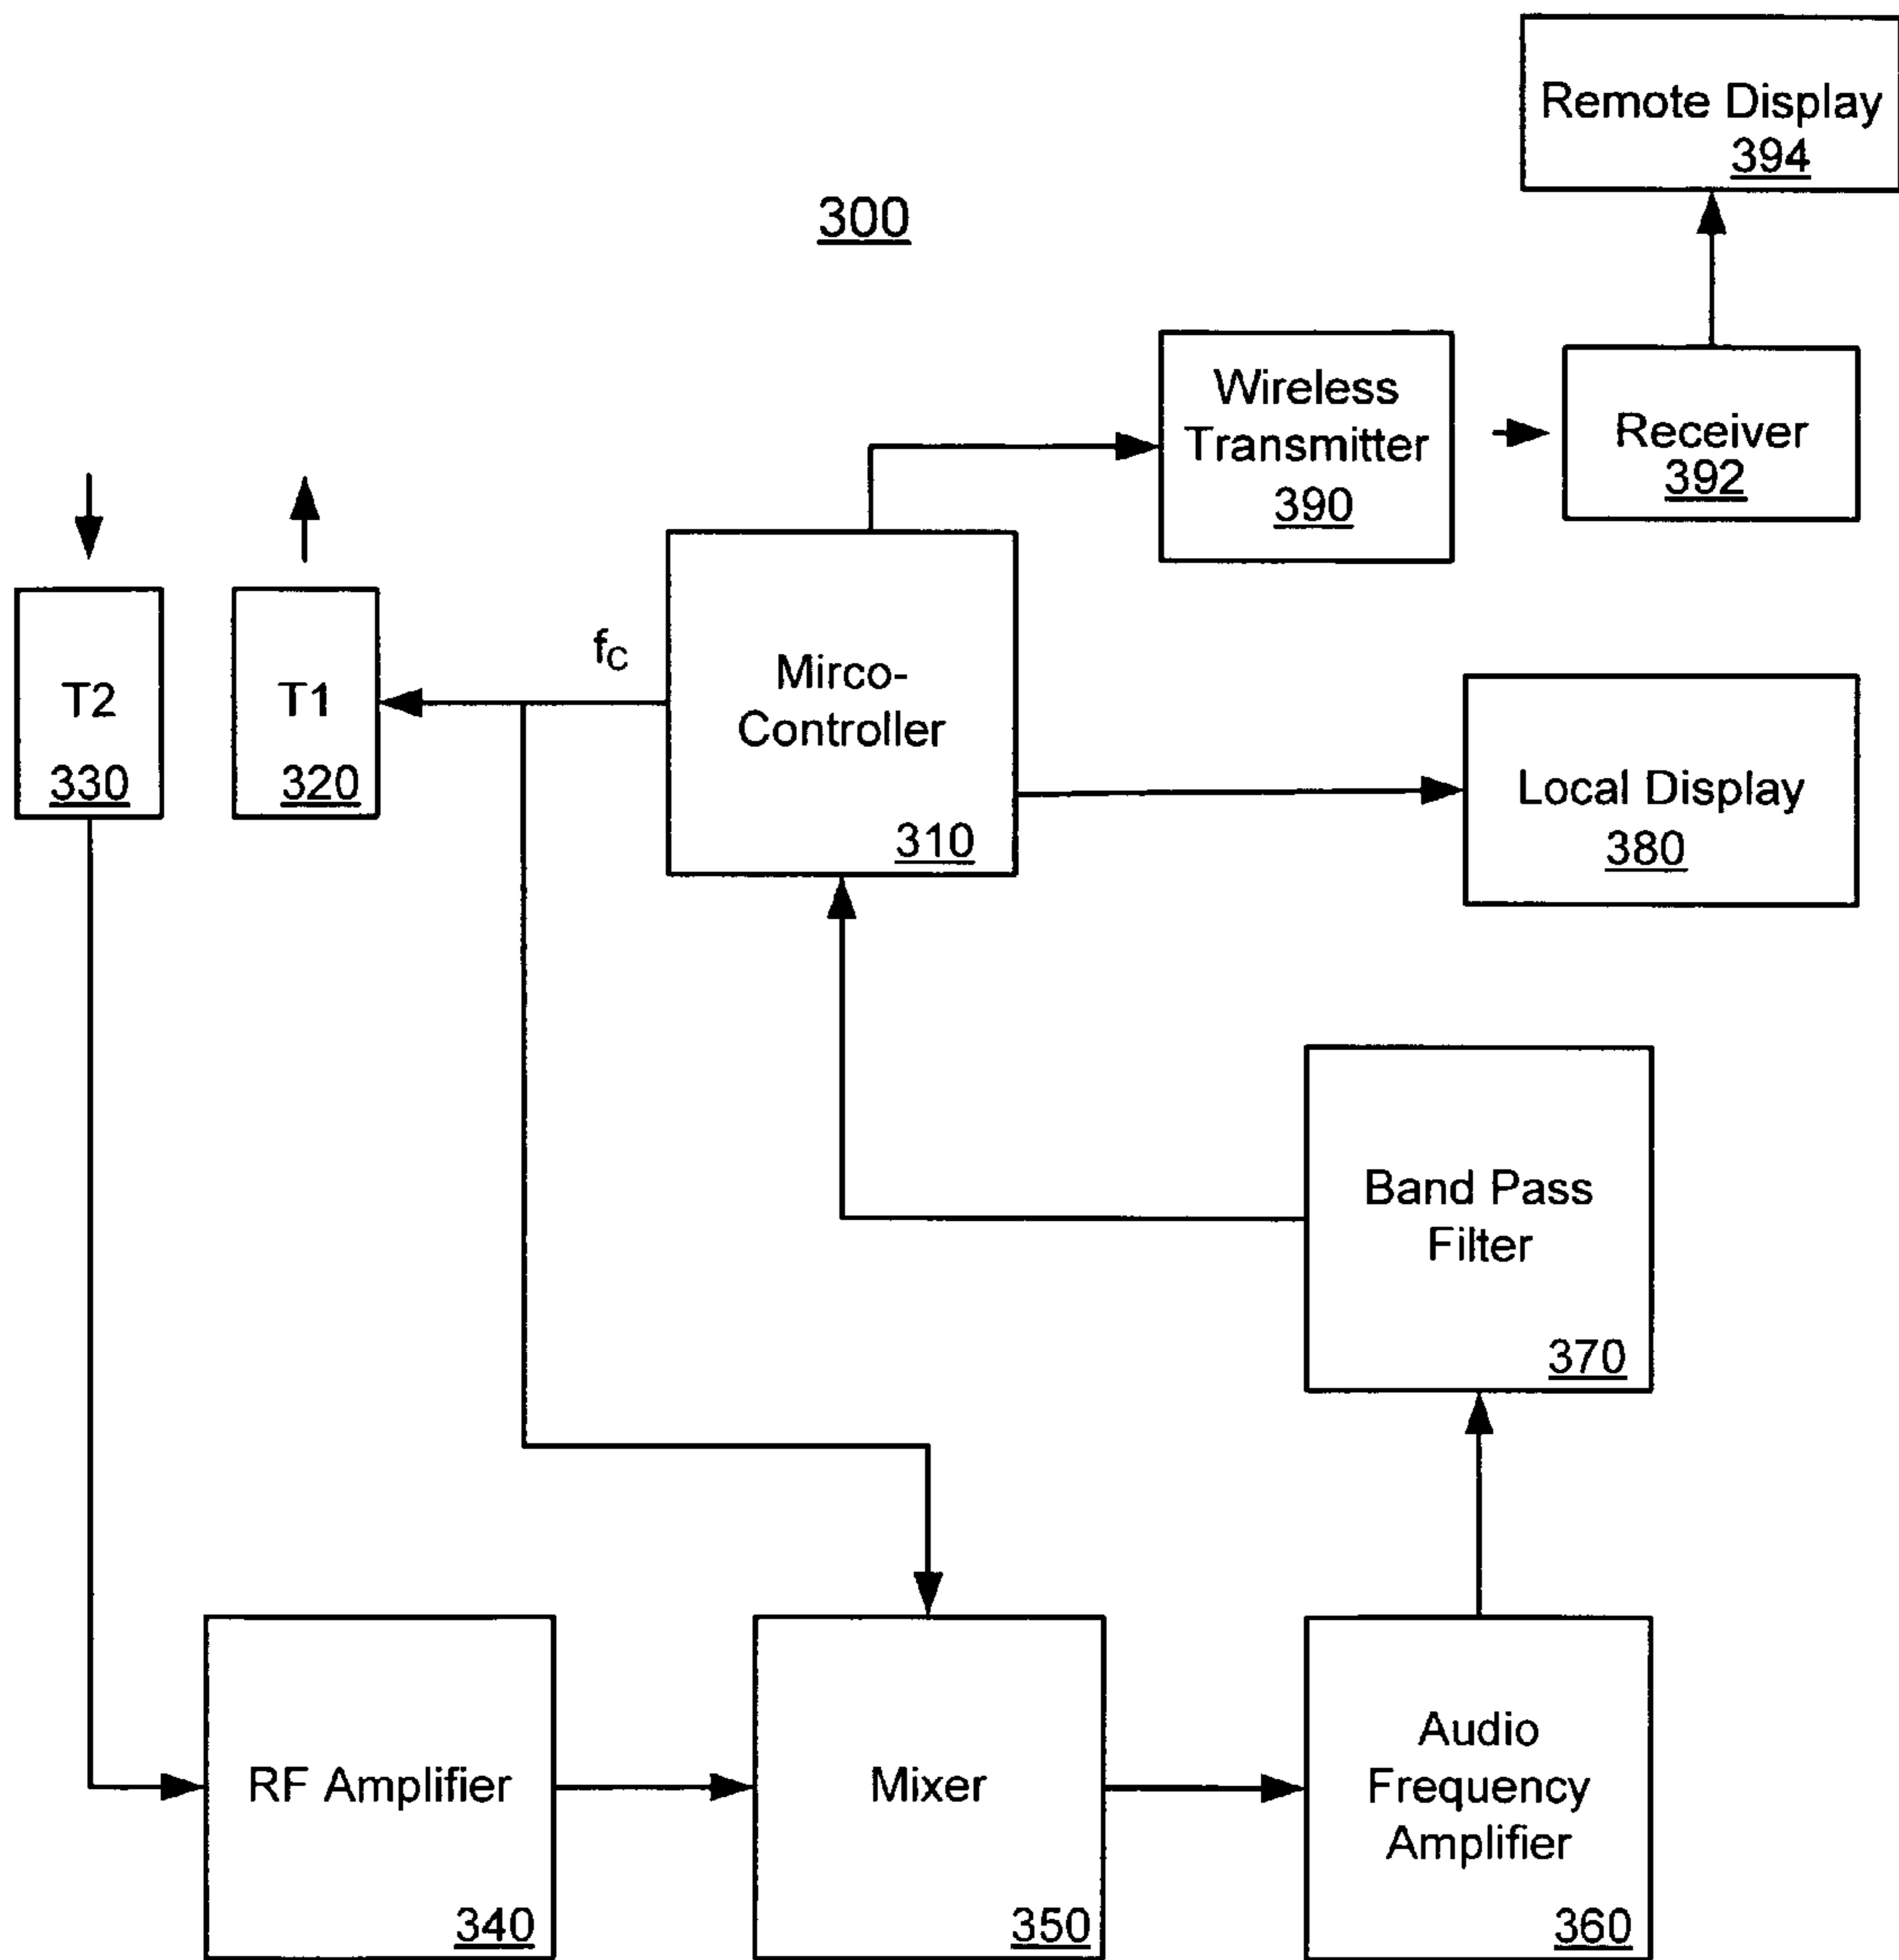 Remote Display
394
300
Wireless
Transmitter
390
Receiver
392
T2
330
T1
320
fC
Mirco-
Controller
310
Local Display
380
Band Pass
Filter
370
RF Amplifier
340
Mixer
350
Audio
Frequency
Amplifier
360